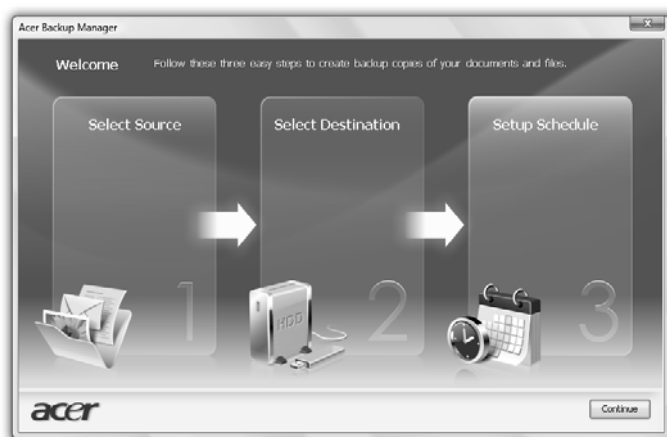 Acer Backup Manager
Welcome
Follow these three easy steps to create backup copies of your documents and files.
Select Source
Select Destination
Setup Schedule
1
HDD
2
3
acer
Continue